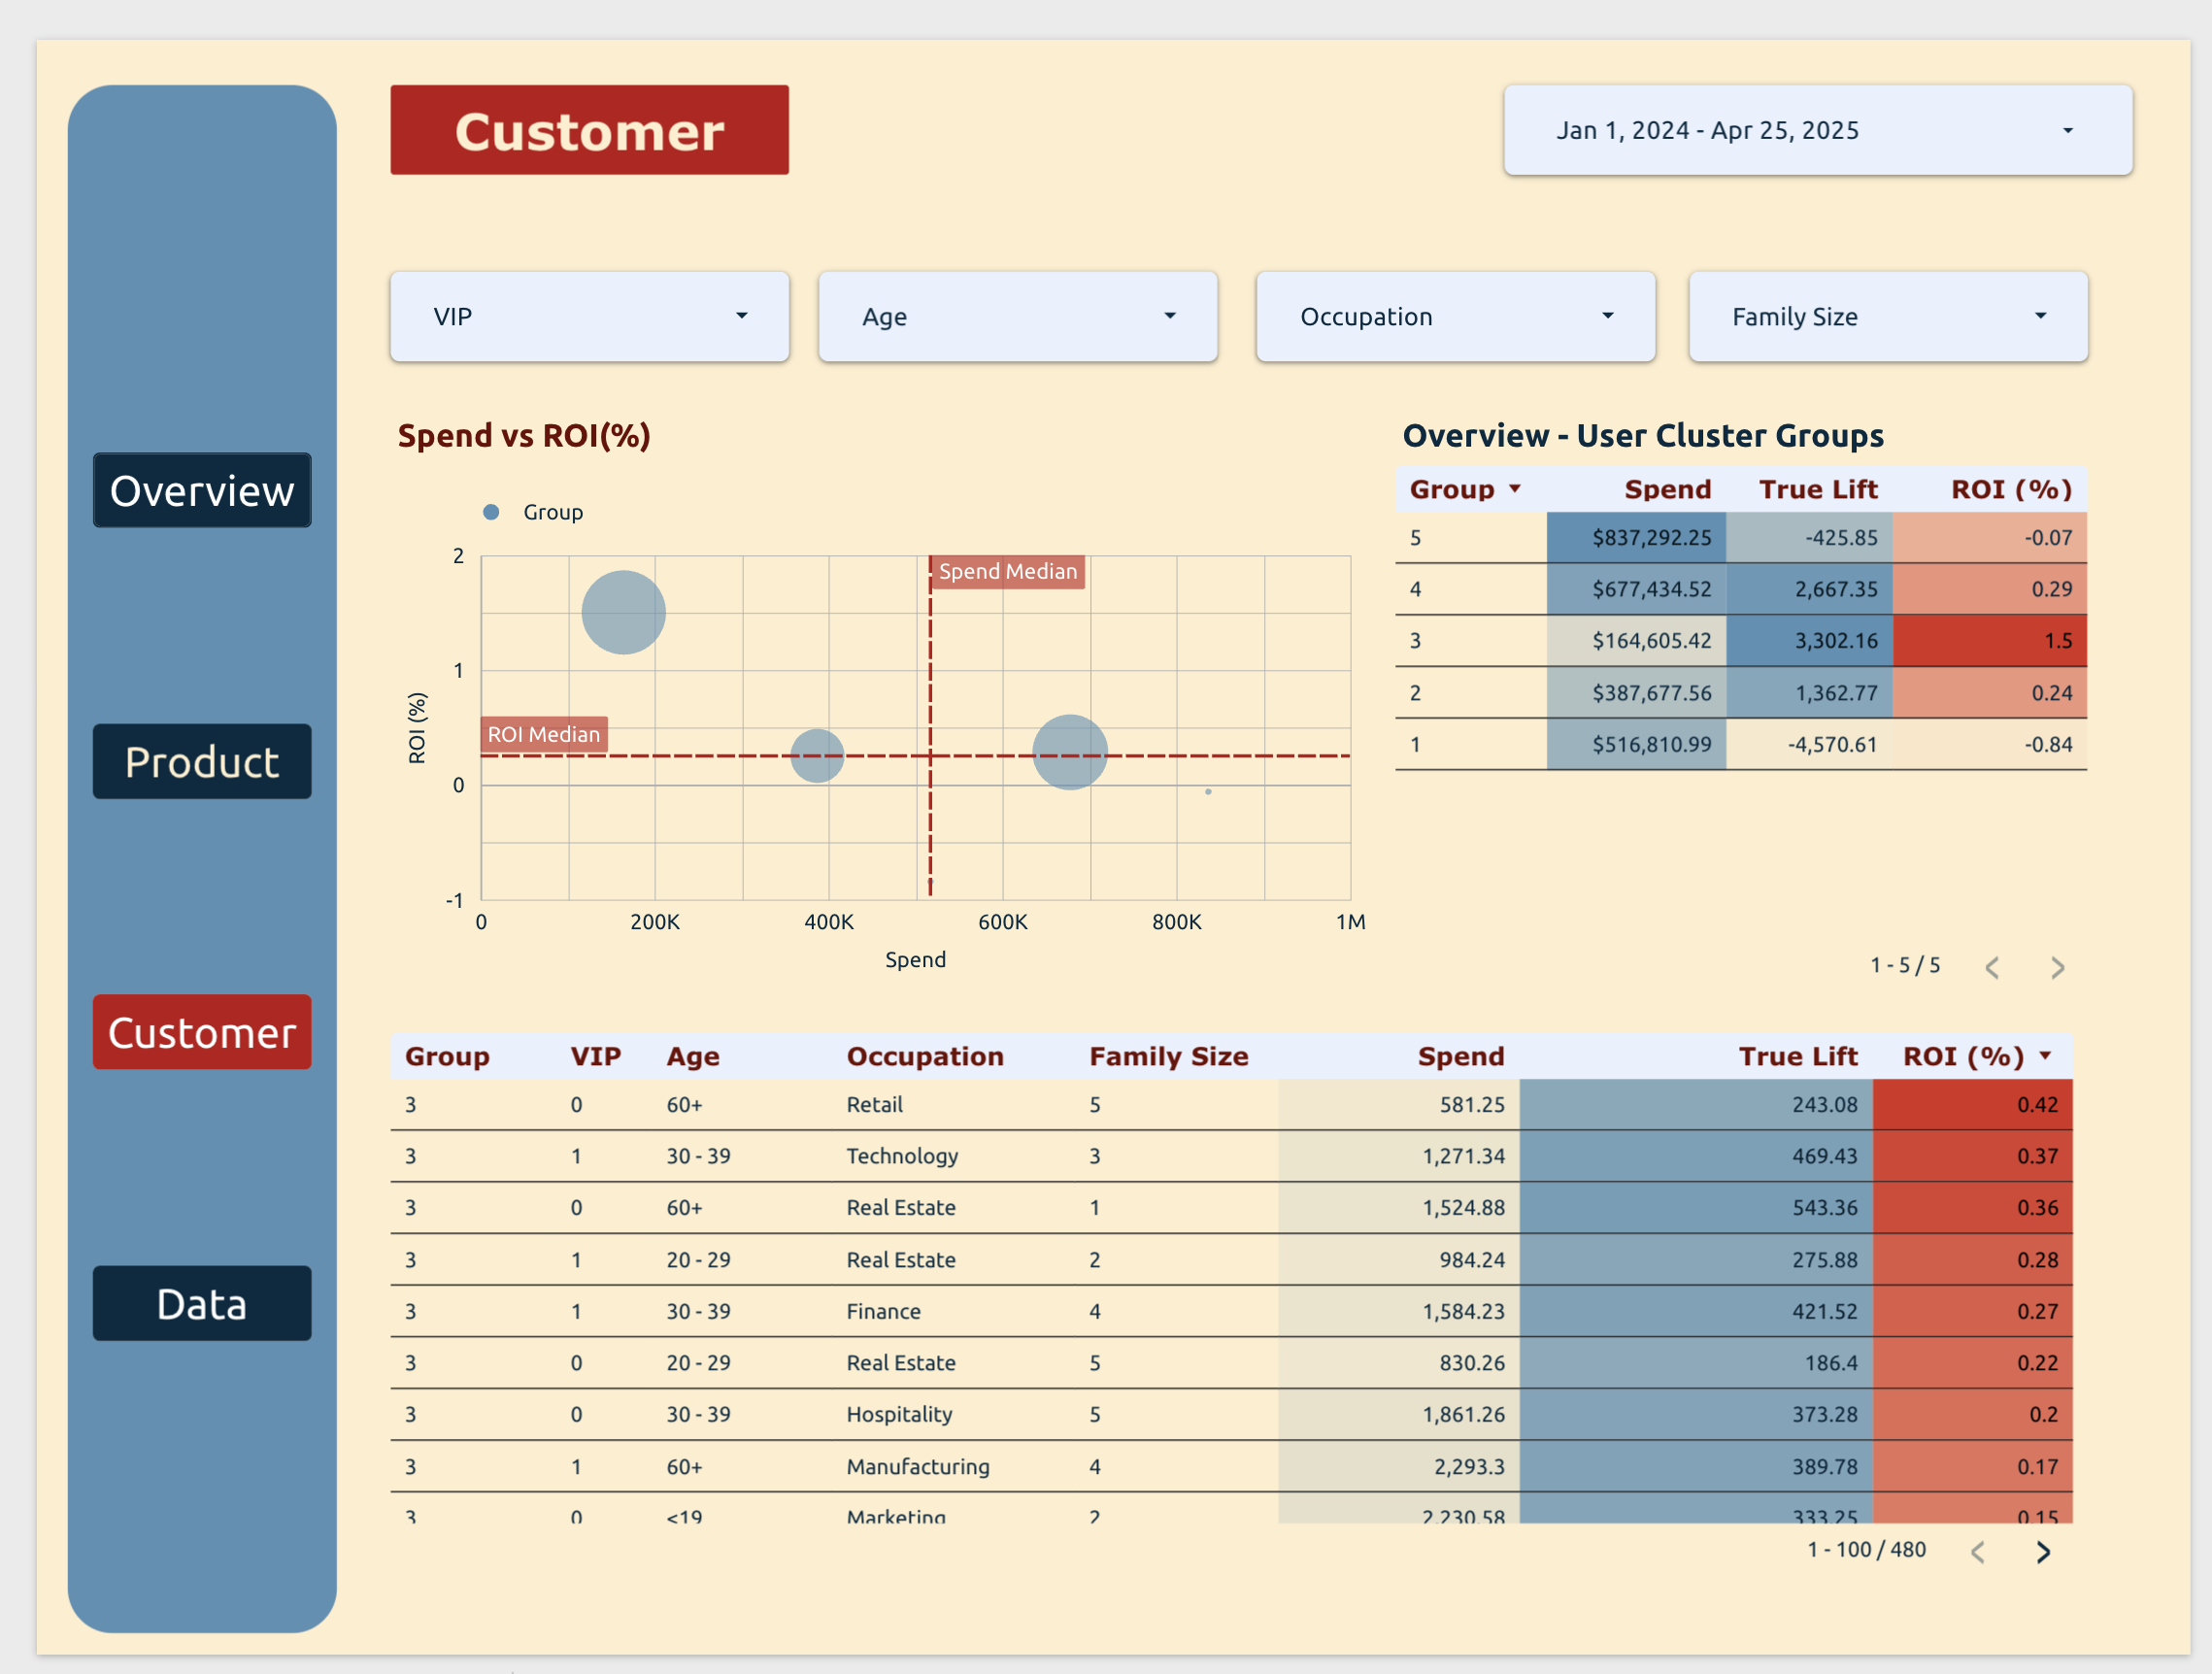 Customer
Jan 1, 2024 - Apr 25, 2025
VIP
Age
Occupation
Family Size
Overview
Product
Customer
Data
Spend vs ROI(%)
Group
ROI (%)
2
1
0
-1
Spend Median
ROI Median
0 200K 400K 600K 800K 1M
Spend
Overview - User Cluster Groups
Group Spend True Lift ROI (%)
5 $837,292.25 -425.85 -0.07
4 $677,434.52 2,667.35 0.29
3 $164,605.42 3,302.16 1.5
2 $387,677.56 1,362.77 0.24
1 $516,810.99 -4,570.61 -0.84
1 - 5 / 5
Group VIP Age Occupation Family Size Spend True Lift ROI (%)
3 0 60+ Retail 5 581.25 243.08 0.42
3 1 30 - 39 Technology 3 1,271.34 469.43 0.37
3 0 60+ Real Estate 1 1,524.88 543.36 0.36
3 1 20 - 29 Real Estate 2 984.24 275.88 0.28
3 1 30 - 39 Finance 4 1,584.23 421.52 0.27
3 0 20 - 29 Real Estate 5 830.26 186.4 0.22
3 0 30 - 39 Hospitality 5 1,861.26 373.28 0.2
3 1 60+ Manufacturing 4 2,293.3 389.78 0.17
3 0 <19 Marketing 2 2,230.58 333.25 0.15
1 - 100 / 480